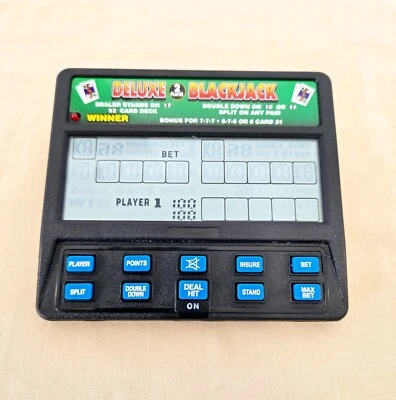 DELUXE 2 PLAYER BLACKJACK
DEALER STANDS ON 17
52 CARD DECK
DOUBLE DOWN ON 10 OR 11
SPLIT ON ANY PAIR
WINNER
BONUS FOR 7-7-7 • 6-7-8 OR 5 CARD 21
BET
PLAYER 1 100
100
PLAYER
POINTS
INSURE
BET
SPLIT
DOUBLE
DOWN
DEAL
HIT
STAND
MAX
BET
ON